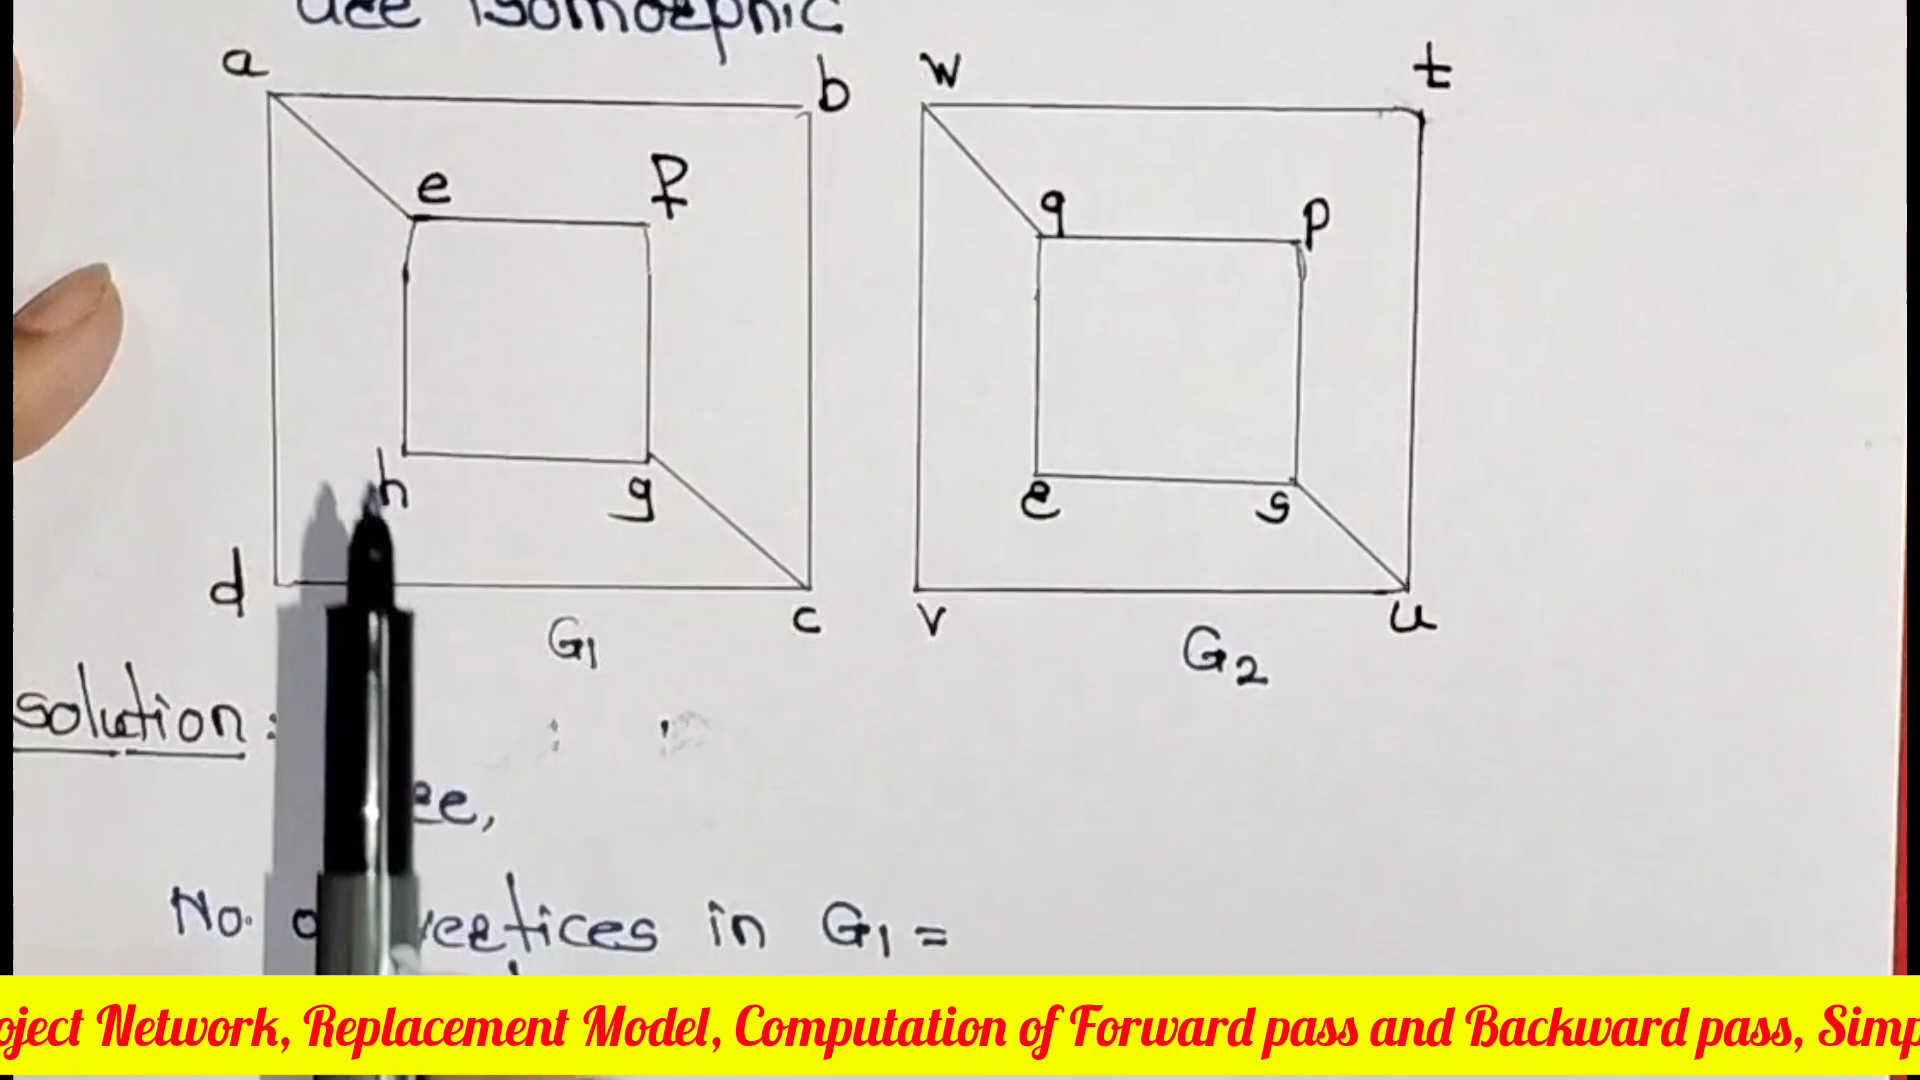 are isomorphic
a b w t
e f q p
h g r s
d c v u
G1 G2
solution:
No. vertices in G1 =
oject Network, Replacement Model, Computation of Forward pass and Backward pass, Simp